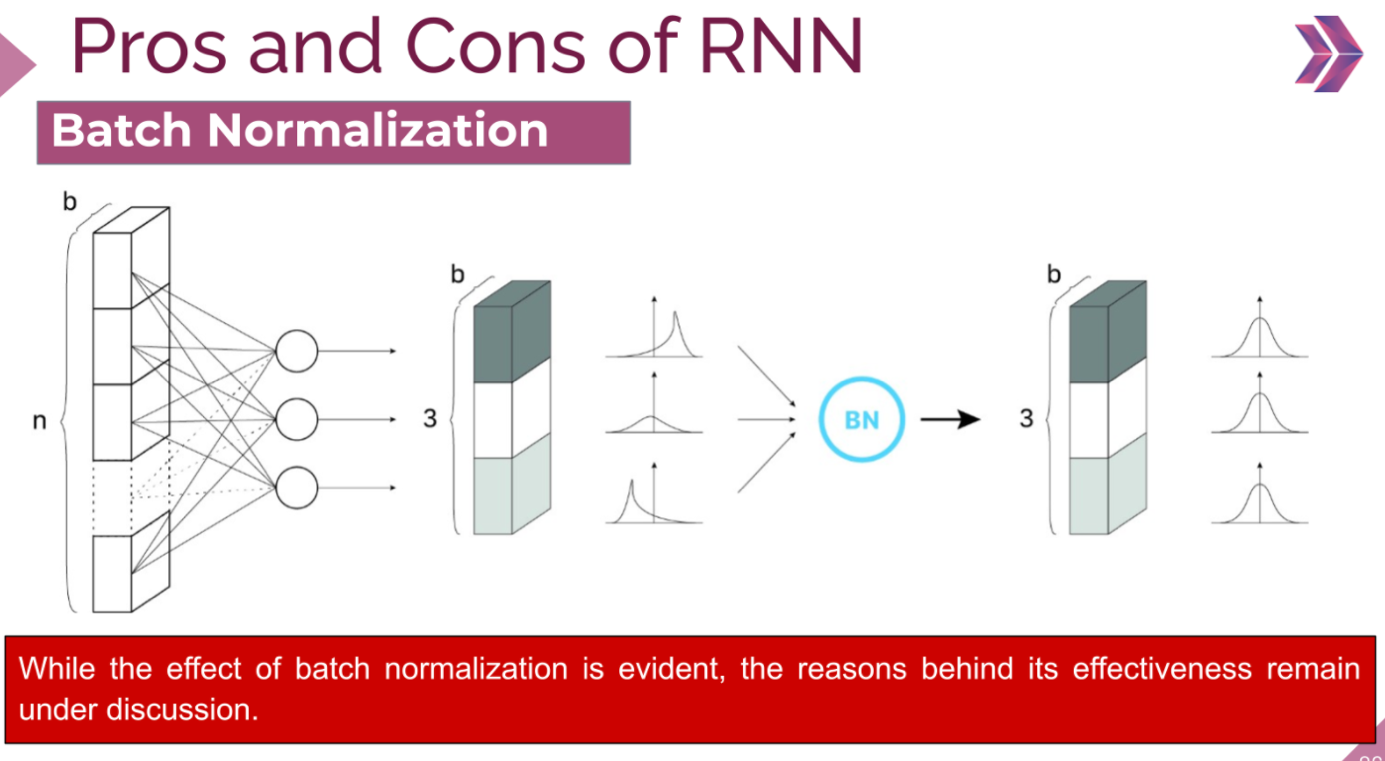 Pros and Cons of RNN
Batch Normalization
b
n
b
3
BN
b
3
While the effect of batch normalization is evident, the reasons behind its effectiveness remain
under discussion.